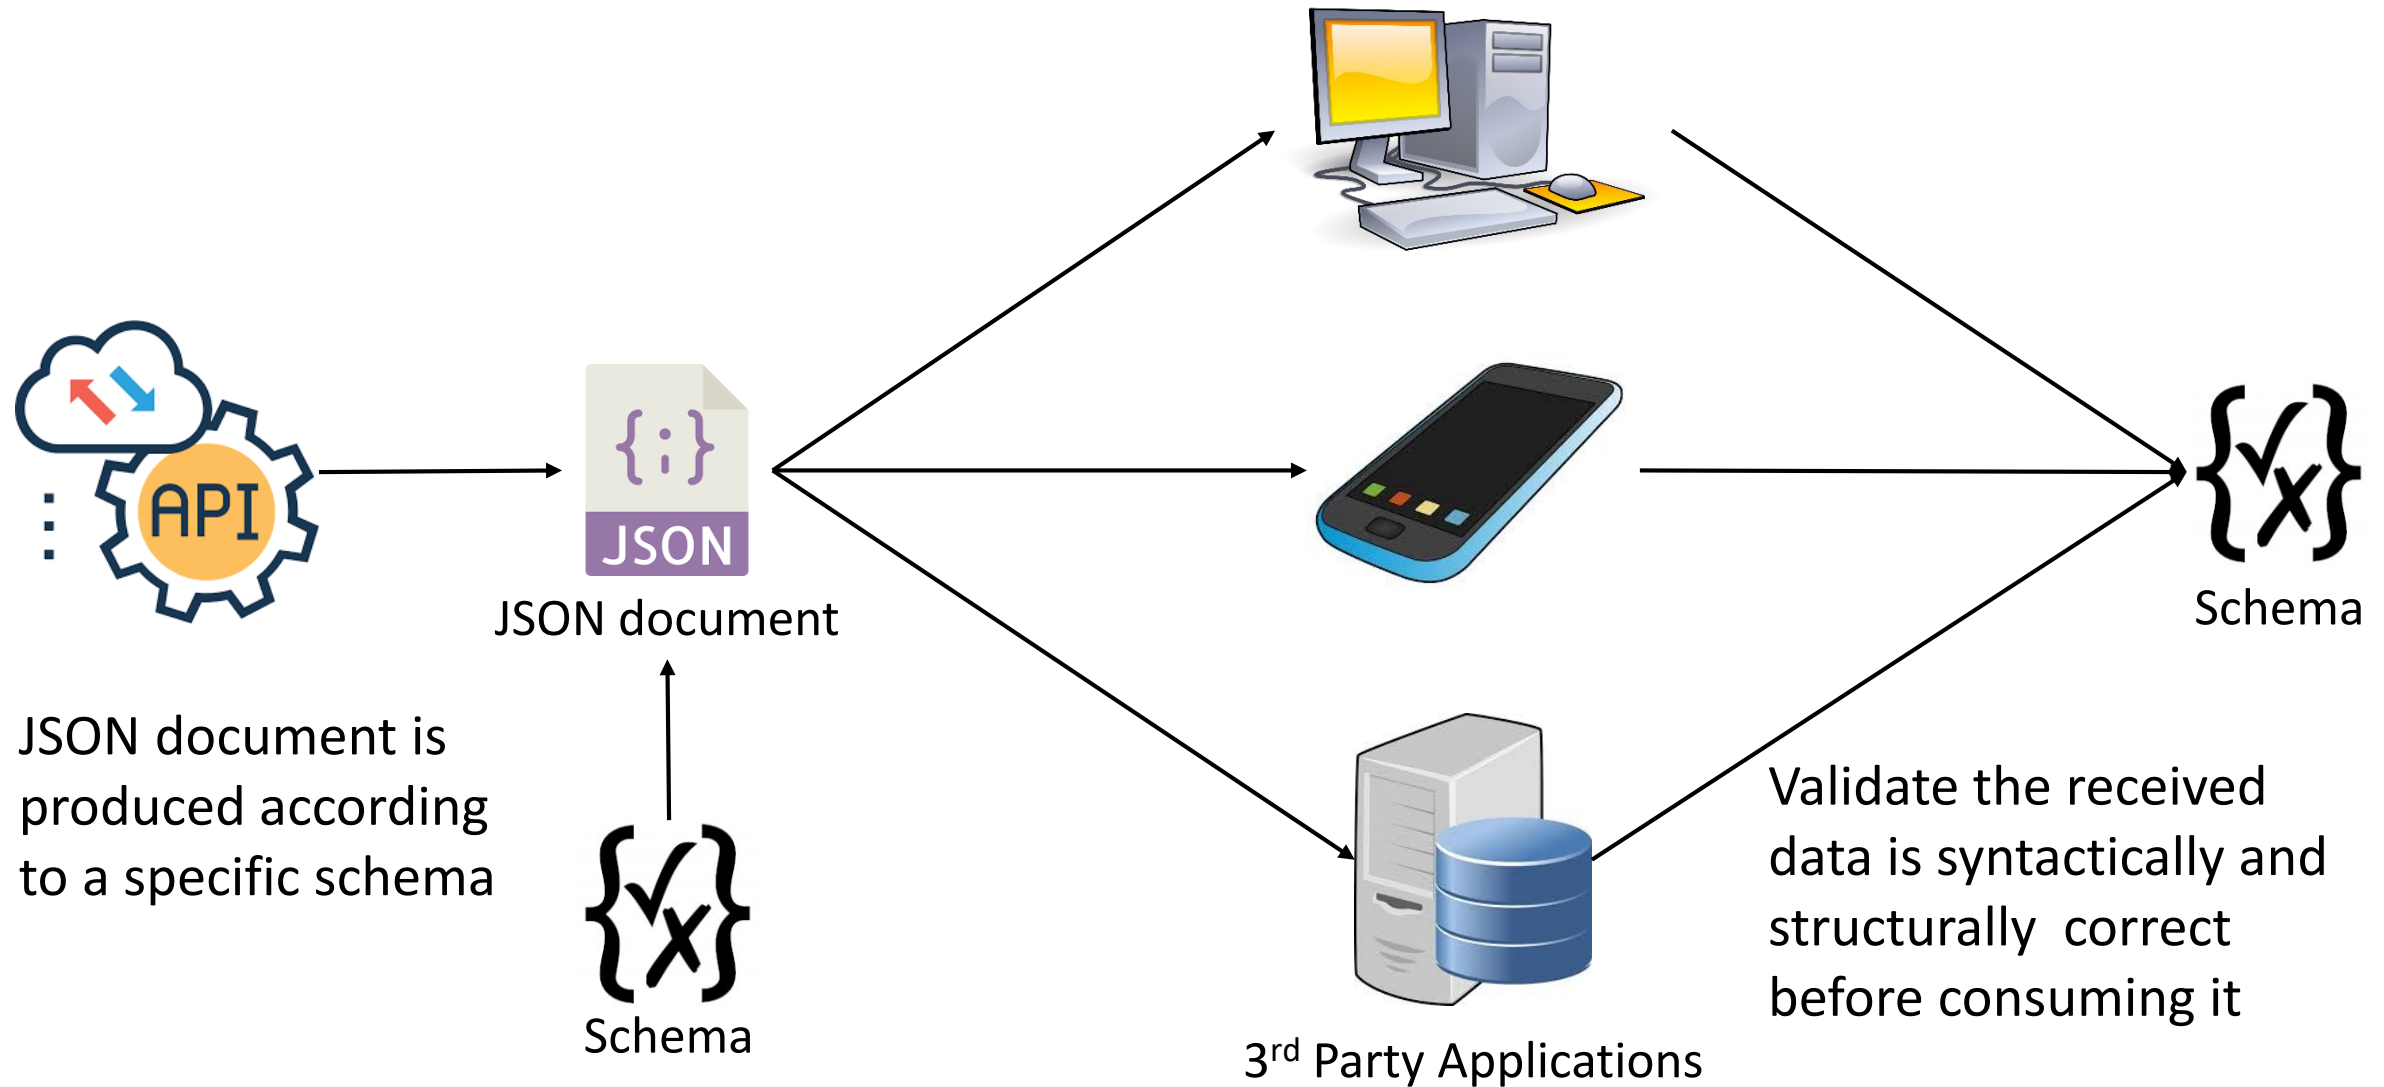 API
JSON
JSON document
JSON document is
produced according
to a specific schema
Schema
3rd Party Applications
Schema
Validate the received
data is syntactically and
structurally  correct
before consuming it